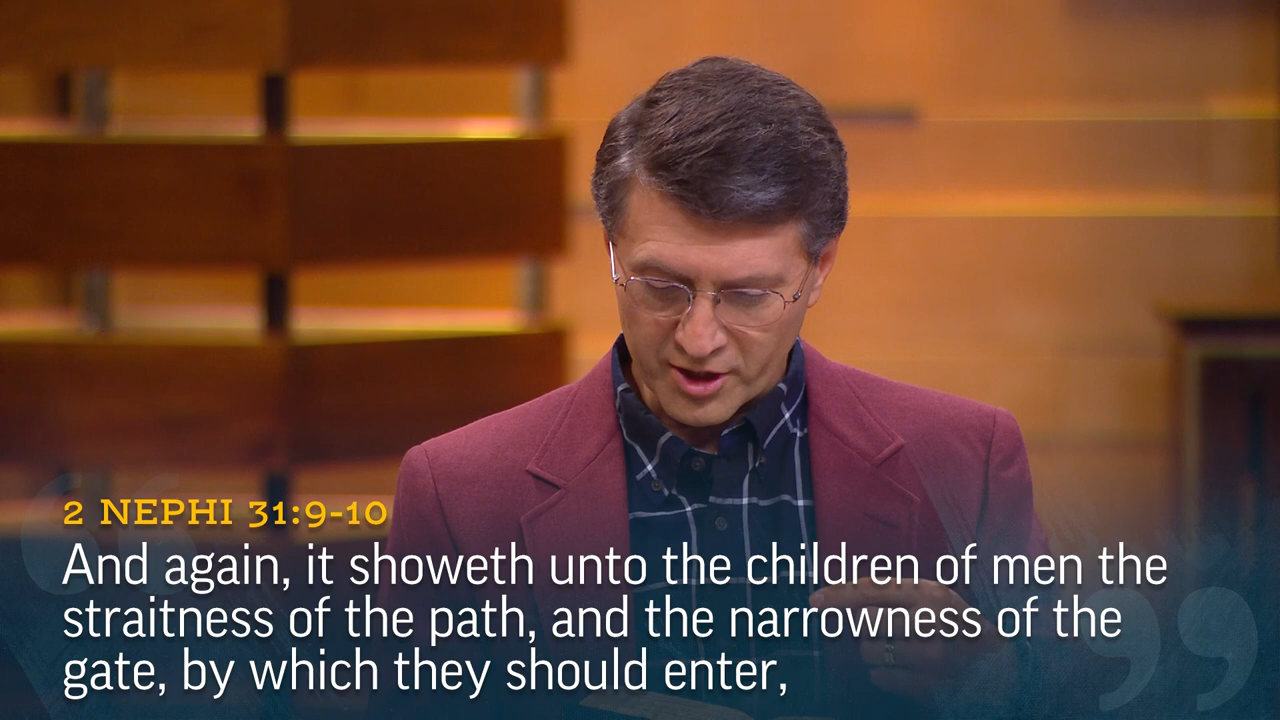 2 NEPHI 31:9-10
And again, it showeth unto the children of men the
straitness of the path, and the narrowness of the
gate, by which they should enter,